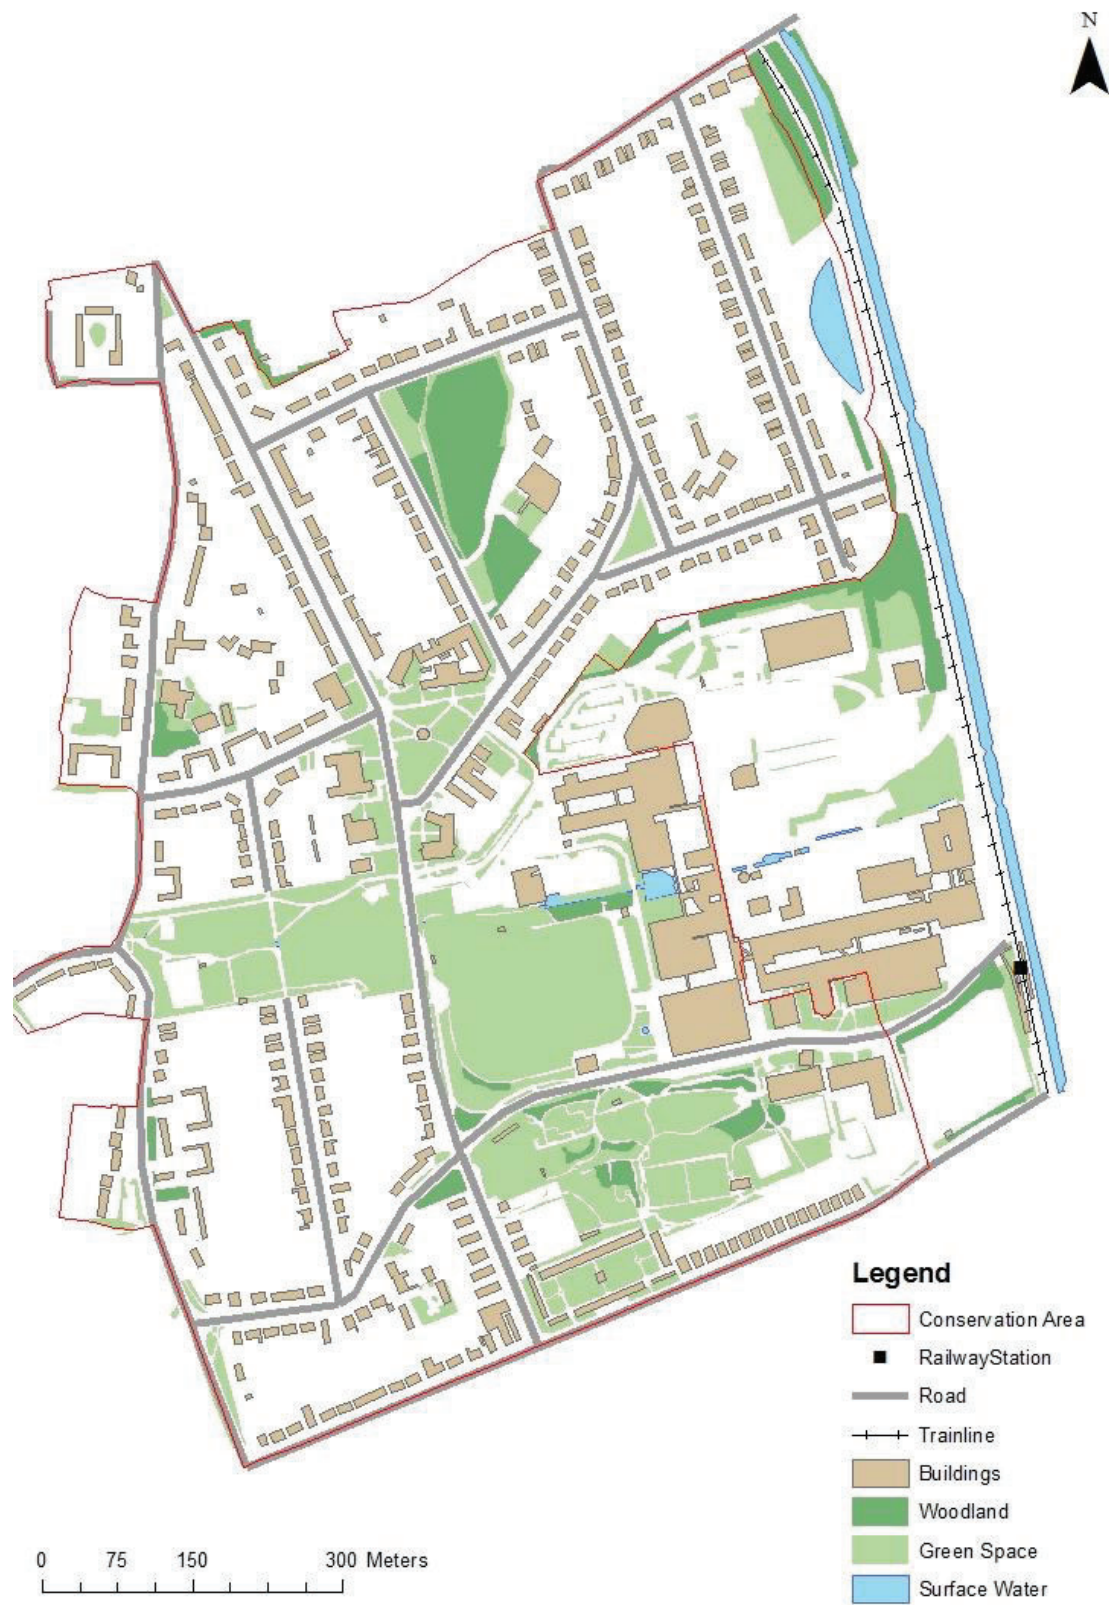 N
Legend
Conservation Area
RailwayStation
Road
Trainline
Buildings
Woodland
Green Space
Surface Water
0 75 150 300 Meters